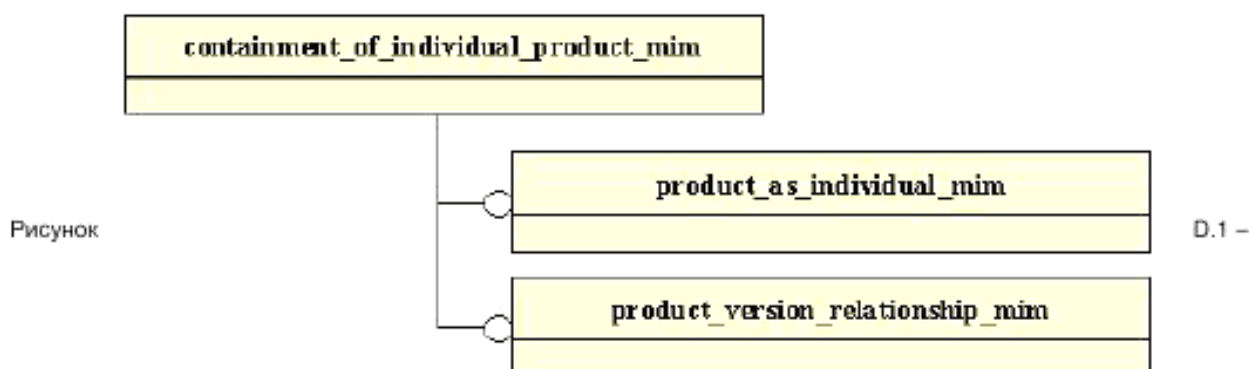 containment_of_individual_product_mim
product_as_individual_mim
Рисунок
D.1 –
product_version_relationship_mim